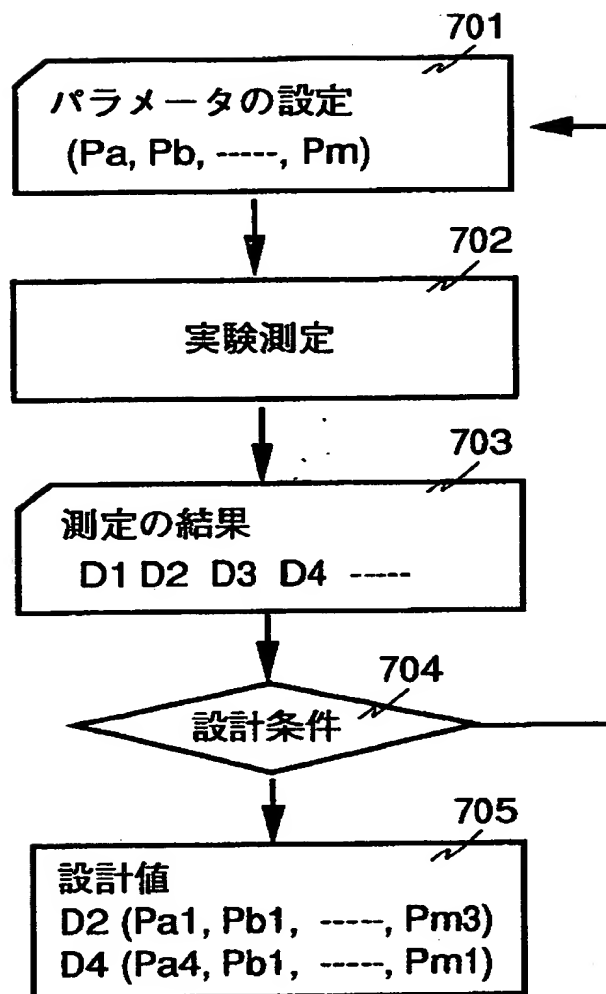 701
パラメータの設定
(Pa, Pb, -----, Pm)
702
実験測定
703
測定の結果
D1 D2 D3 D4 -----
704
設計条件
705
設計値
D2 (Pa1, Pb1, -----, Pm3)
D4 (Pa4, Pb1, -----, Pm1)